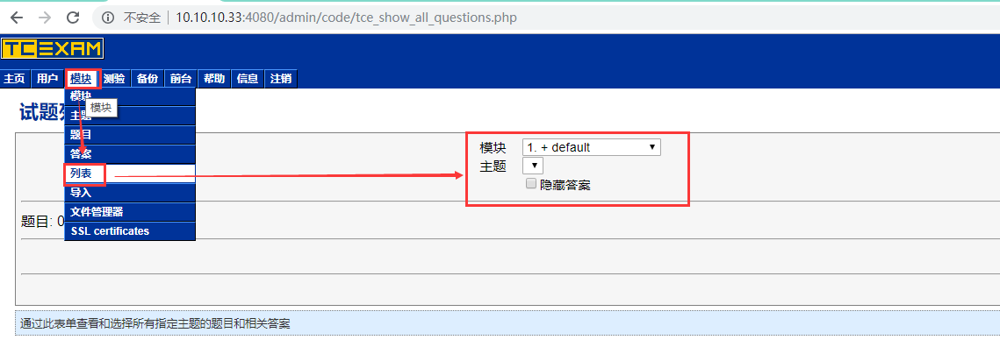 不安全 | 10.10.10.33:4080/admin/code/tce_show_all_questions.php
TCEXAM
主页 用户 模块 测验 备份 前台 帮助 信息 注销
试题
模块
模块
主题
题目
答案
列表
导入
文件管理器
SSL certificates
模块 1. + default
主题
隐藏答案
题目: 0
通过此表单查看和选择所有指定主题的题目和相关答案